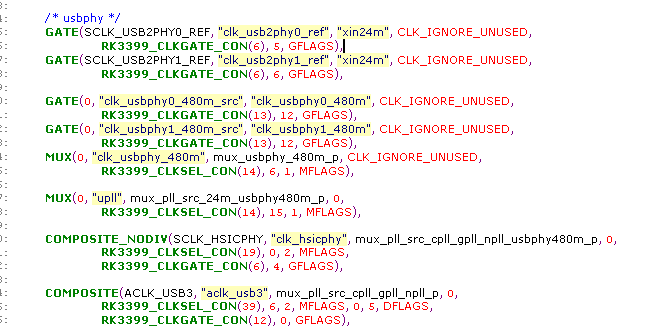 /* usbphy */
GATE(SCLK_USB2PHY0_REF, "clk_usb2phy0_ref", "xin24m", CLK_IGNORE_UNUSED,
RK3399_CLKGATE_CON(6), 5, GFLAGS),
GATE(SCLK_USB2PHY1_REF, "clk_usb2phy1_ref", "xin24m", CLK_IGNORE_UNUSED,
RK3399_CLKGATE_CON(6), 6, GFLAGS),
GATE(0, "clk_usbphy0_480m_src", "clk_usbphy0_480m", CLK_IGNORE_UNUSED,
RK3399_CLKGATE_CON(13), 12, GFLAGS),
GATE(0, "clk_usbphy1_480m_src", "clk_usbphy1_480m", CLK_IGNORE_UNUSED,
RK3399_CLKGATE_CON(13), 12, GFLAGS),
MUX(0, "clk_usbphy_480m", mux_usbphy_480m_p, CLK_IGNORE_UNUSED,
RK3399_CLKSEL_CON(14), 6, 1, MFLAGS),
MUX(0, "upll", mux_pll_src_24m_usbphy480m_p, 0,
RK3399_CLKSEL_CON(14), 15, 1, MFLAGS),
COMPOSITE_NODIV(SCLK_HSICPHY, "clk_hsicphy", mux_pll_src_cpll_gpll_npll_usbphy480m_p, 0,
RK3399_CLKSEL_CON(19), 0, 2, MFLAGS,
RK3399_CLKGATE_CON(6), 4, GFLAGS),
COMPOSITE(ACLK_USB3, "aclk_usb3", mux_pll_src_cpll_gpll_npll_p, 0,
RK3399_CLKSEL_CON(39), 6, 2, MFLAGS, 0, 5, DFLAGS,
RK3399_CLKGATE_CON(12), 0, GFLAGS),